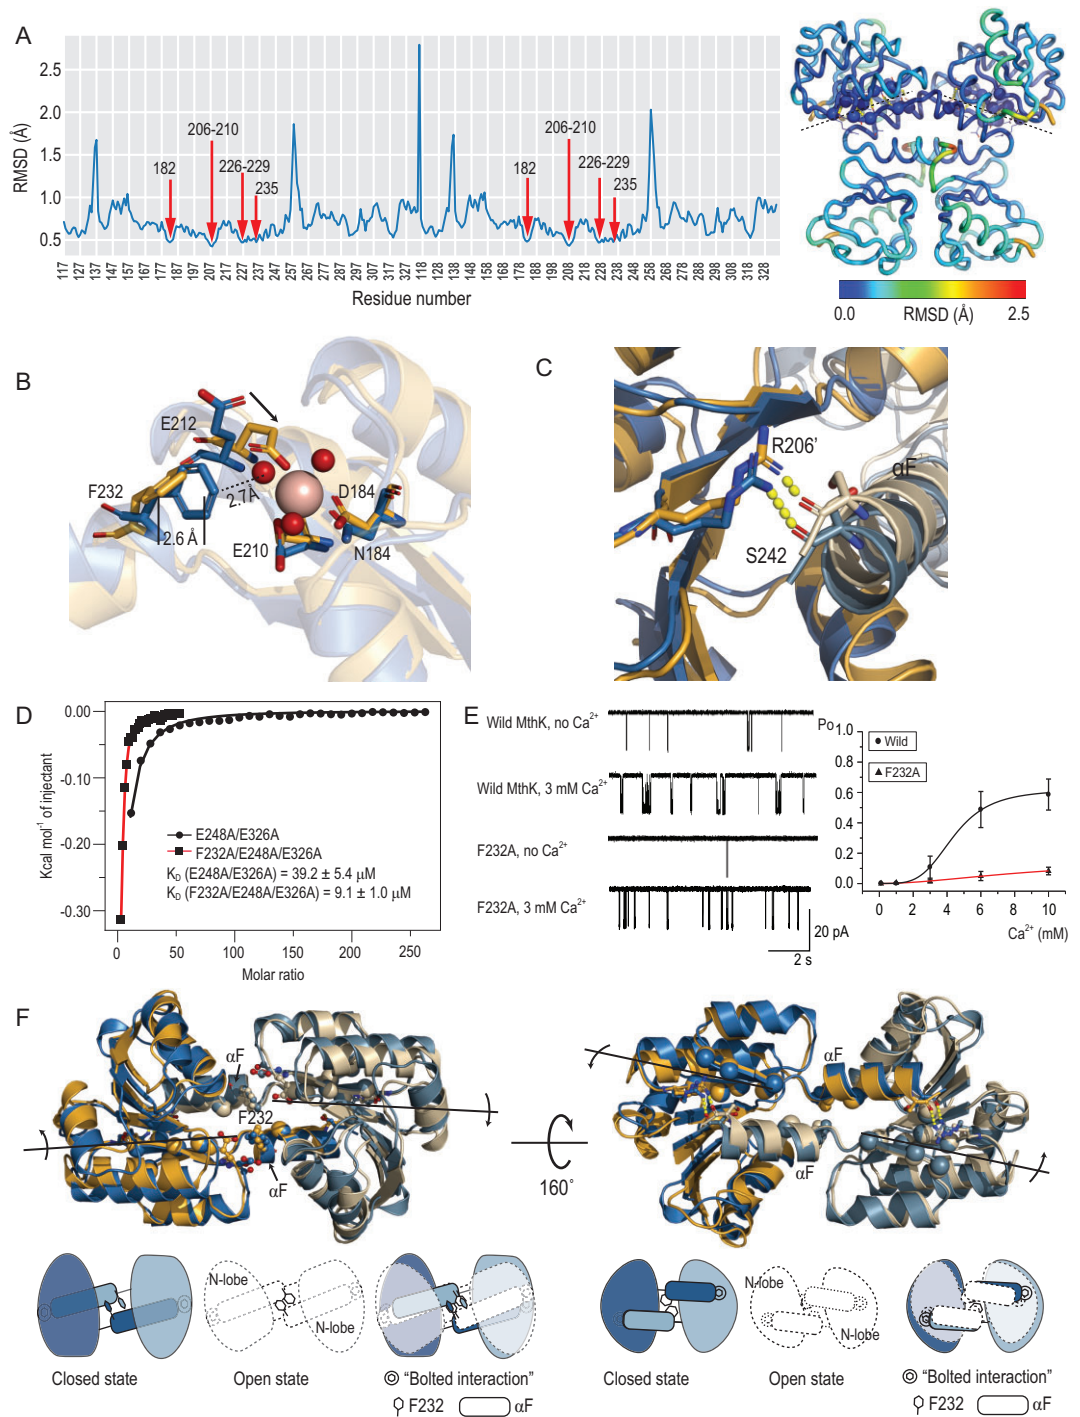 A
RMSD (Å)
2.5
2.0
1.5
1.0
0.5
182
206-210
226-229
235
182
206-210
226-229
235
117 137 137 147 157 167 177 187 197 207 217 227 237 247 257 267 277 287 297 307 317 327 118 128 138 148 158 168 178 188 198 208 218 228 238 248 258 268 278 288 298 308 318 328
Residue number
0.0 RMSD (Å) 2.5
B
E212
F232
2.7Å
2.6 Å
D184
E210
N184
C
R206'
αF
S242
D
Kcal mol⁻¹ of injectant
0.00
-0.10
-0.20
-0.30
E248A/E326A
F232A/E248A/E326A
K_D (E248A/E326A) = 39.2 ± 5.4 μM
K_D (F232A/E248A/E326A) = 9.1 ± 1.0 μM
0 50 100 150 200 250
Molar ratio
E
Wild MthK, no Ca²⁺
Wild MthK, 3 mM Ca²⁺
F232A, no Ca²⁺
F232A, 3 mM Ca²⁺
20 pA
2 s
Po
1.0
0.8
0.6
0.4
0.2
0.0
Wild
F232A
0 2 4 6 8 10
Ca²⁺ (mM)
F
αF
F232
αF
160°
αF
αF
N-lobe
N-lobe
Closed state
Open state
"Bolted interaction"
F232
αF
N-lobe
N-lobe
Closed state
Open state
"Bolted interaction"
F232
αF